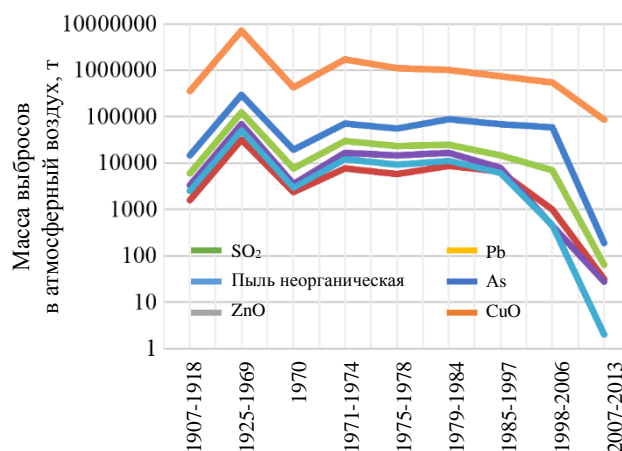 Масса выбросов
в атмосферный воздух, т
10000000
1000000
100000
10000
1000
100
10
1
SO₂
Pb
Пыль неорганическая
As
ZnO
CuO
1907-1918
1925-1969
1970
1971-1974
1975-1978
1979-1984
1985-1997
1998-2006
2007-2013